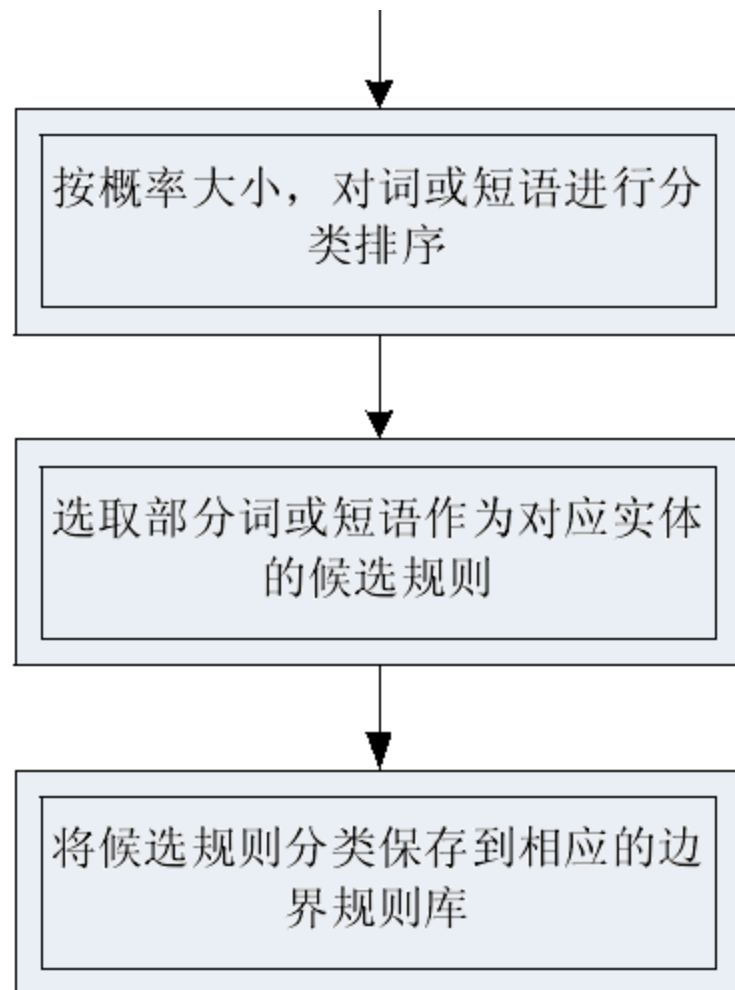 按概率大小，对词或短语进行分
类排序
选取部分词或短语作为对应实体
的候选规则
将候选规则分类保存到相应的边
界规则库